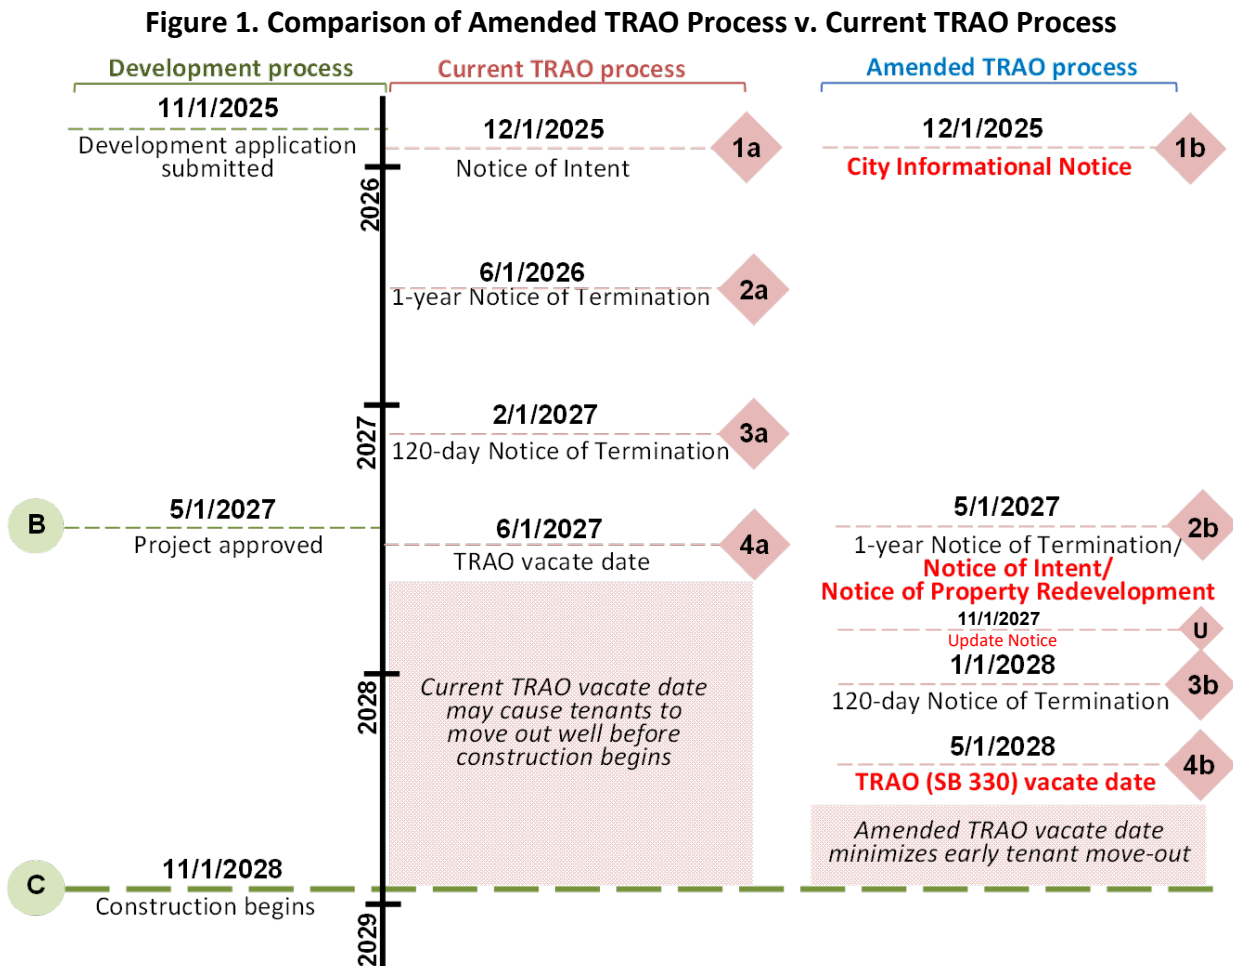 Figure 1. Comparison of Amended TRAO Process v. Current TRAO Process
Development process
Current TRAO process
Amended TRAO process
11/1/2025
Development application
submitted
12/1/2025
Notice of Intent
1a
12/1/2025
City Informational Notice
1b
2026
6/1/2026
1-year Notice of Termination
2a
2027
2/1/2027
120-day Notice of Termination
3a
B
5/1/2027
Project approved
6/1/2027
TRAO vacate date
4a
5/1/2027
1-year Notice of Termination/
Notice of Intent/
Notice of Property Redevelopment
2b
11/1/2027
Update Notice
U
2028
Current TRAO vacate date
may cause tenants to
move out well before
construction begins
1/1/2028
120-day Notice of Termination
3b
5/1/2028
TRAO (SB 330) vacate date
4b
Amended TRAO vacate date
minimizes early tenant move-out
C
11/1/2028
Construction begins
2029